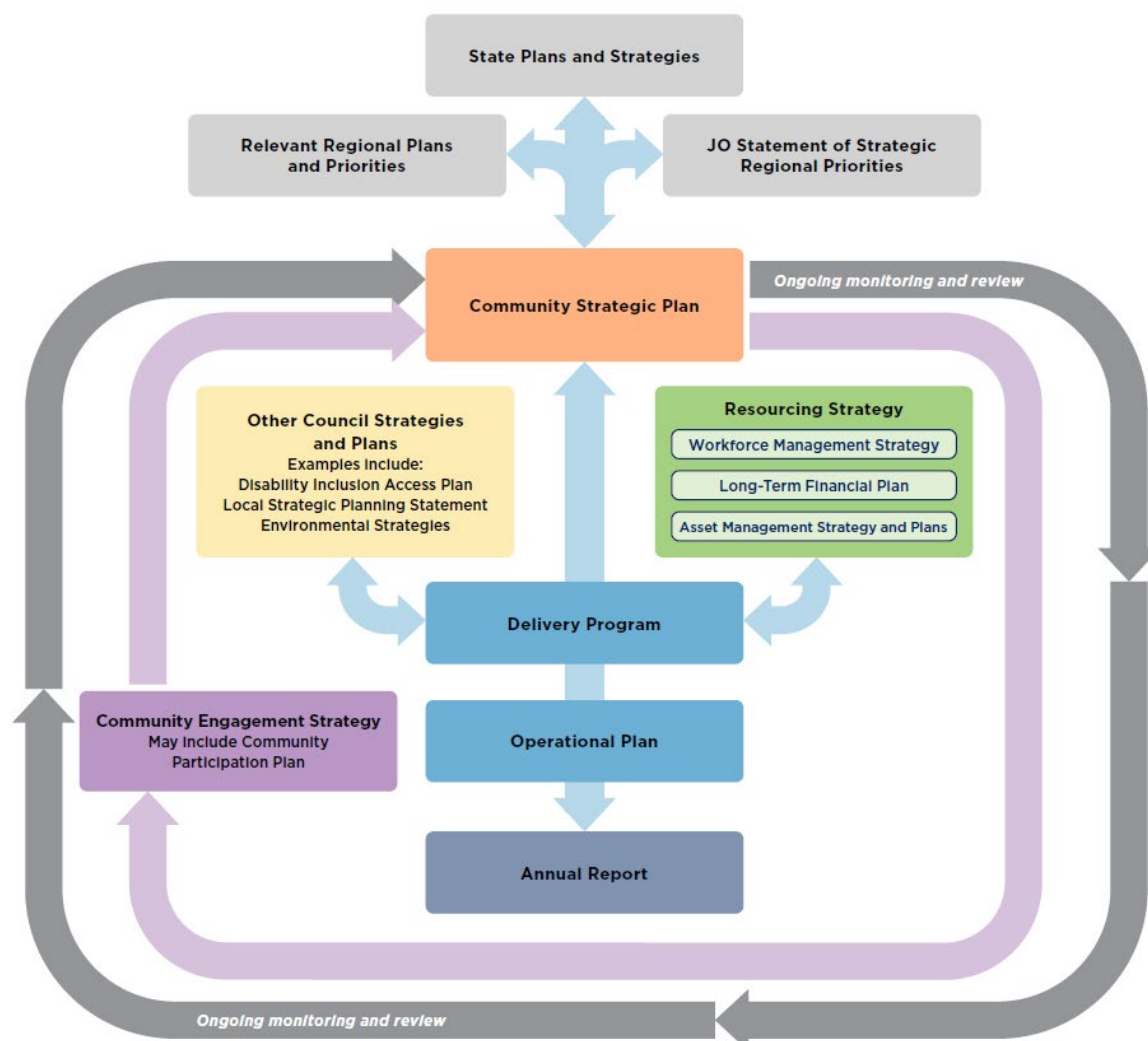 State Plans and Strategies
Relevant Regional Plans
and Priorities
JO Statement of Strategic
Regional Priorities
Community Strategic Plan
Ongoing monitoring and review
Other Council Strategies
and Plans
Examples include:
Disability Inclusion Access Plan
Local Strategic Planning Statement
Environmental Strategies
Resourcing Strategy
Workforce Management Strategy
Long-Term Financial Plan
Asset Management Strategy and Plans
Delivery Program
Community Engagement Strategy
May include Community
Participation Plan
Operational Plan
Annual Report
Ongoing monitoring and review